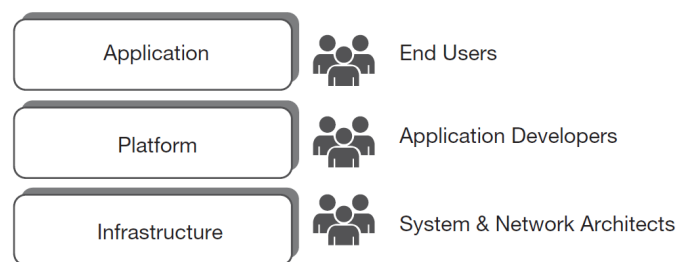 Application
End Users
Platform
Application Developers
Infrastructure
System & Network Architects